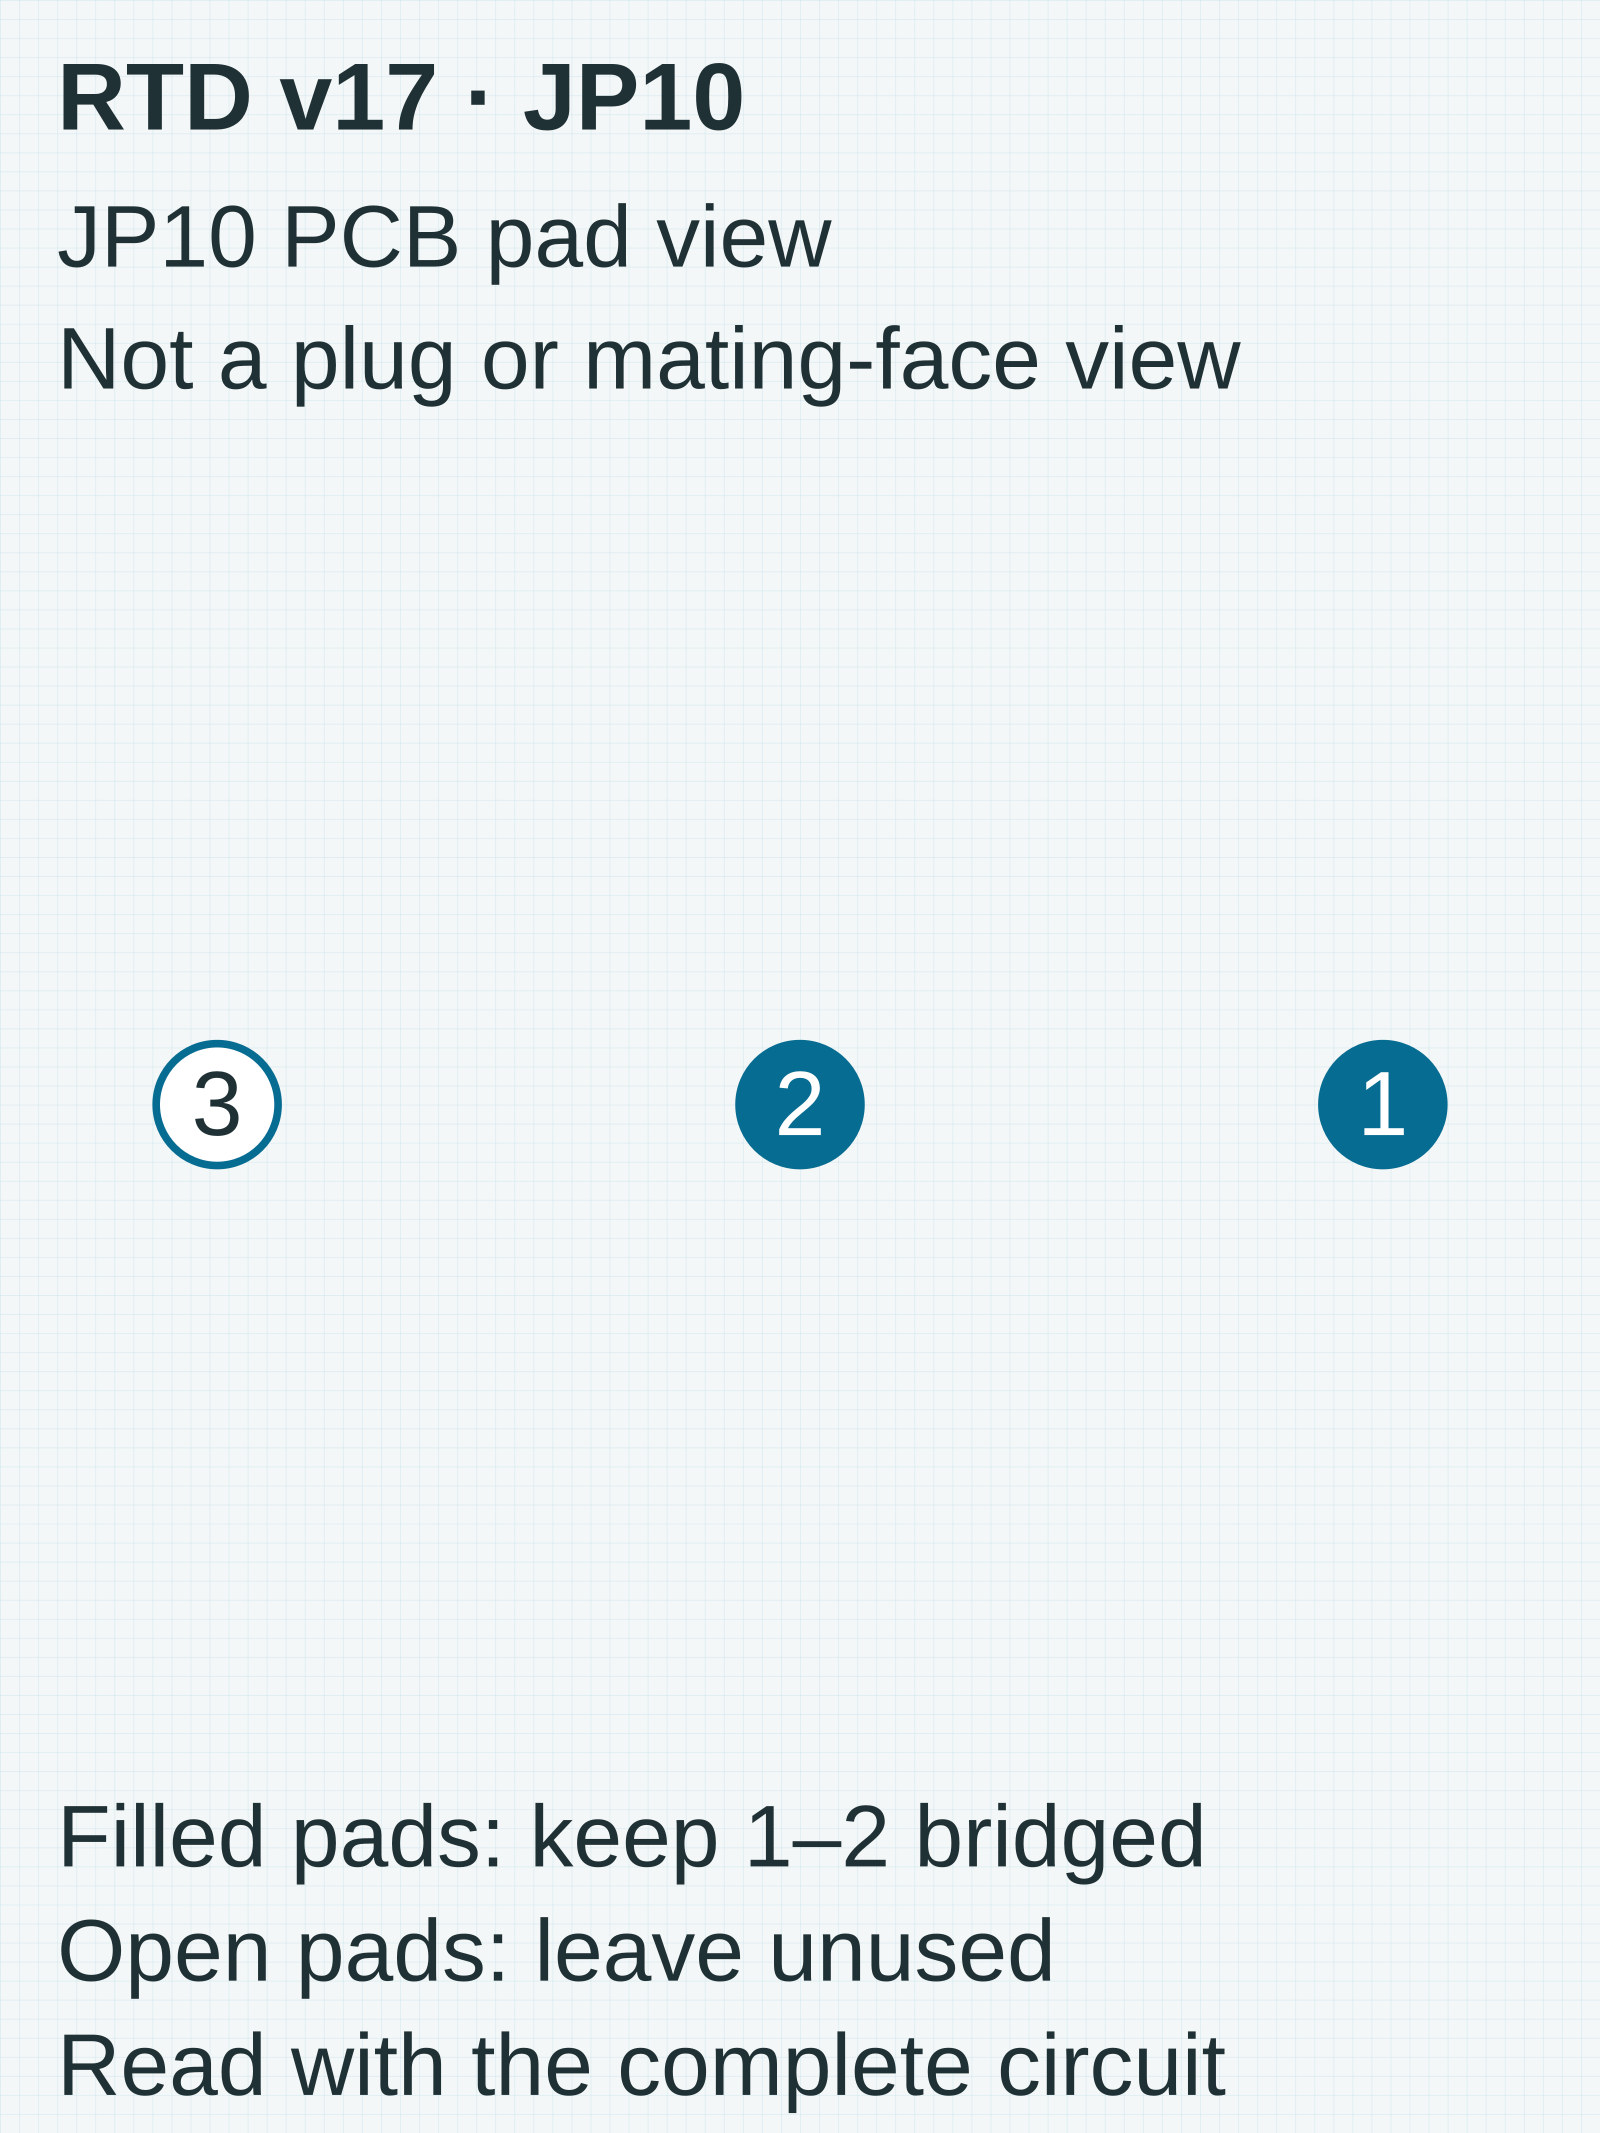 RTD v17 · JP10
JP10 PCB pad view
Not a plug or mating-face view
3 2 1
Filled pads: keep 1–2 bridged
Open pads: leave unused
Read with the complete circuit